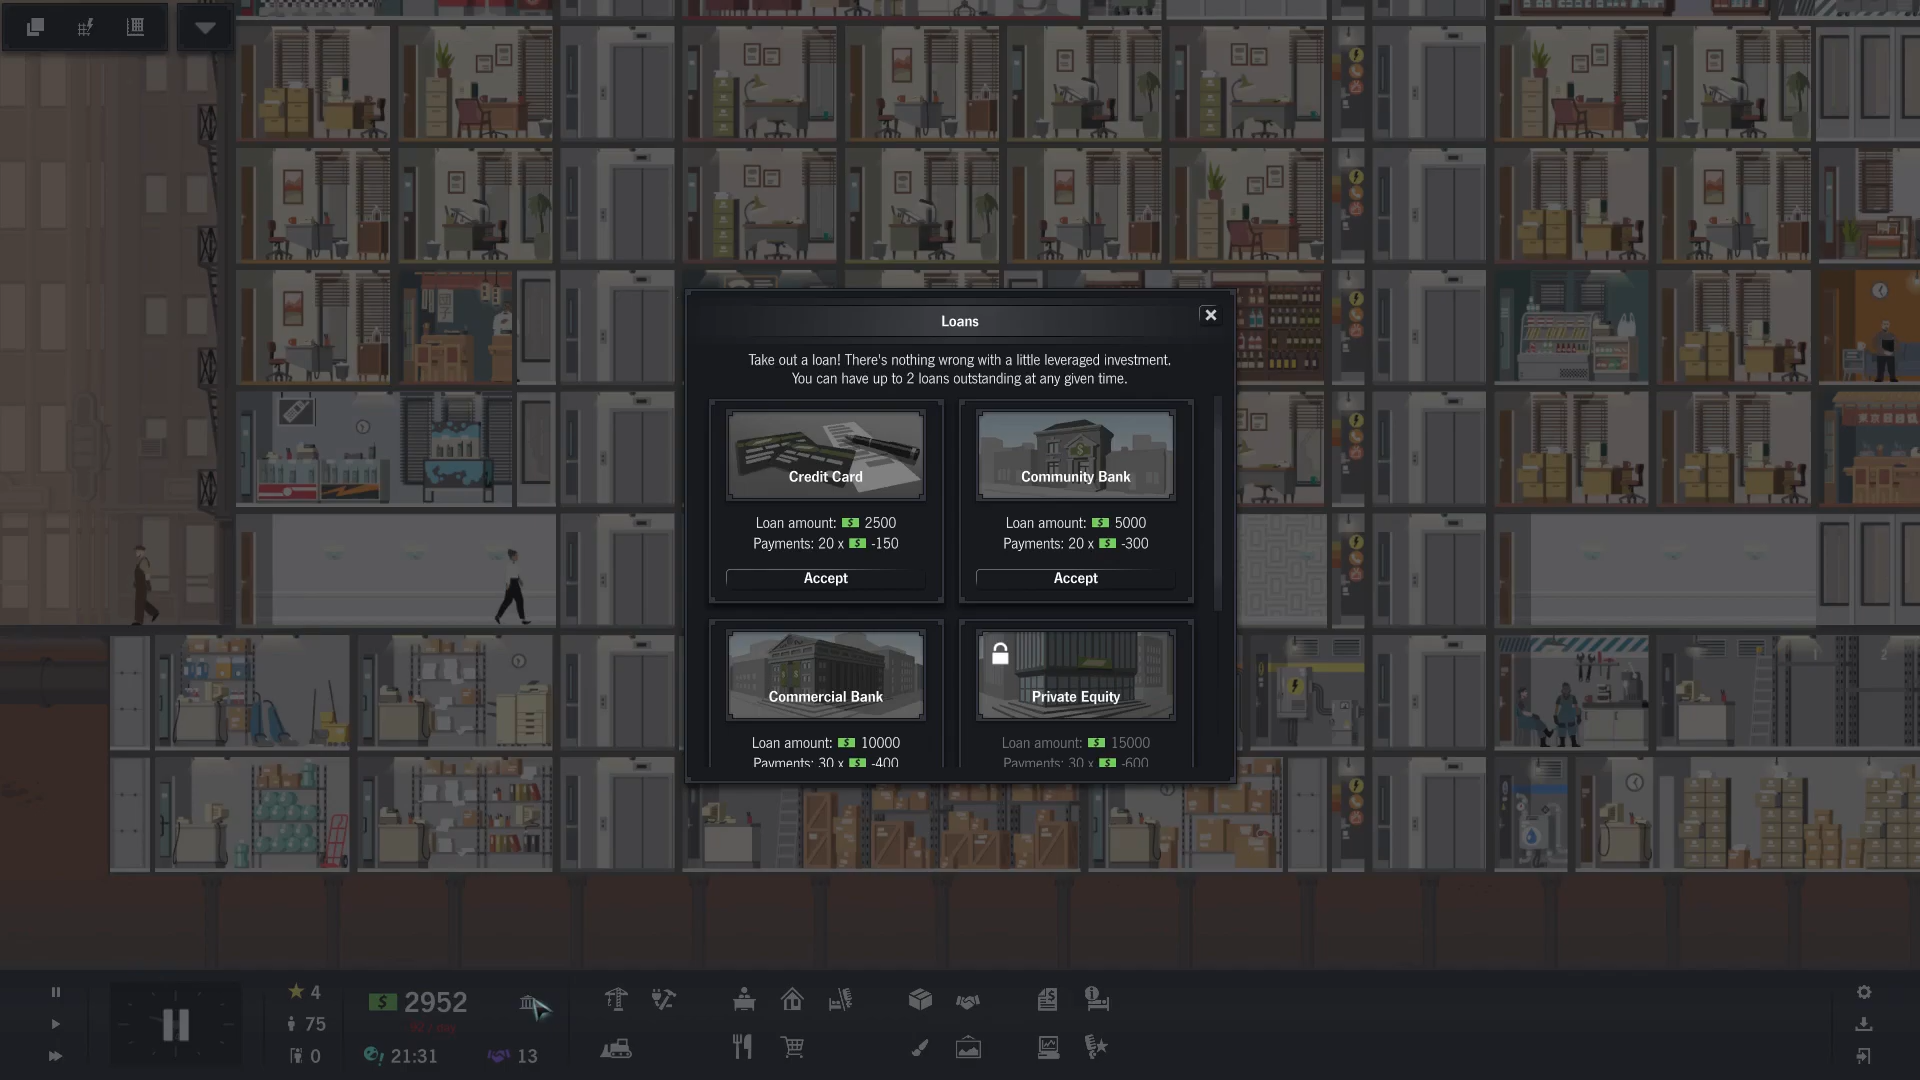 Loans
Take out a loan! There's nothing wrong with a little leveraged investment.
You can have up to 2 loans outstanding at any given time.
Credit Card
Loan amount: $ 2500
Payments: 20 x $ -150
Accept
Community Bank
Loan amount: $ 5000
Payments: 20 x $ -300
Accept
Commercial Bank
Loan amount: $ 10000
Payments: 30 x $ -400
Private Equity
Loan amount: $ 15000
Payments: 30 x $ -600
4
75
0
$ 2952
92 / day
21:31
13